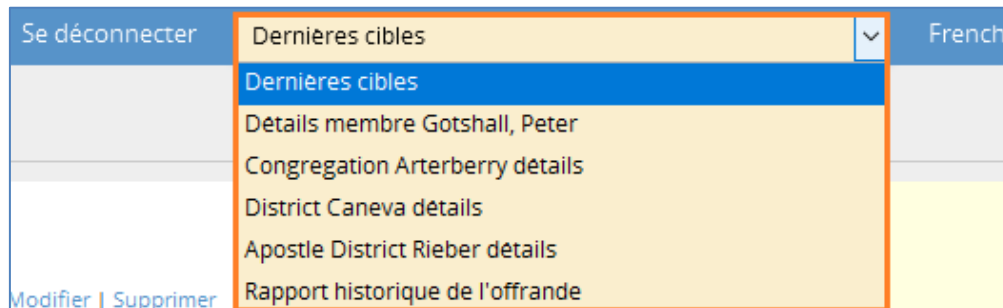 Se déconnecter Dernières cibles French
Dernières cibles
Détails membre Gotshall, Peter
Congregation Arterberry détails
District Caneva détails
Apostle District Rieber détails
Modifier | Supprimer Rapport historique de l'offrande